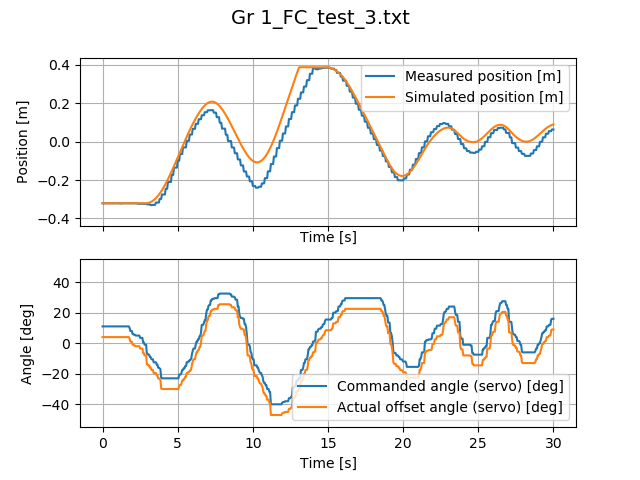 Gr 1_FC_test_3.txt
Position [m]
0.4
0.2
0.0
−0.2
−0.4
Measured position [m]
Simulated position [m]
Time [s]
Angle [deg]
40
20
0
−20
−40
Commanded angle (servo) [deg]
Actual offset angle (servo) [deg]
0 5 10 15 20 25 30
Time [s]